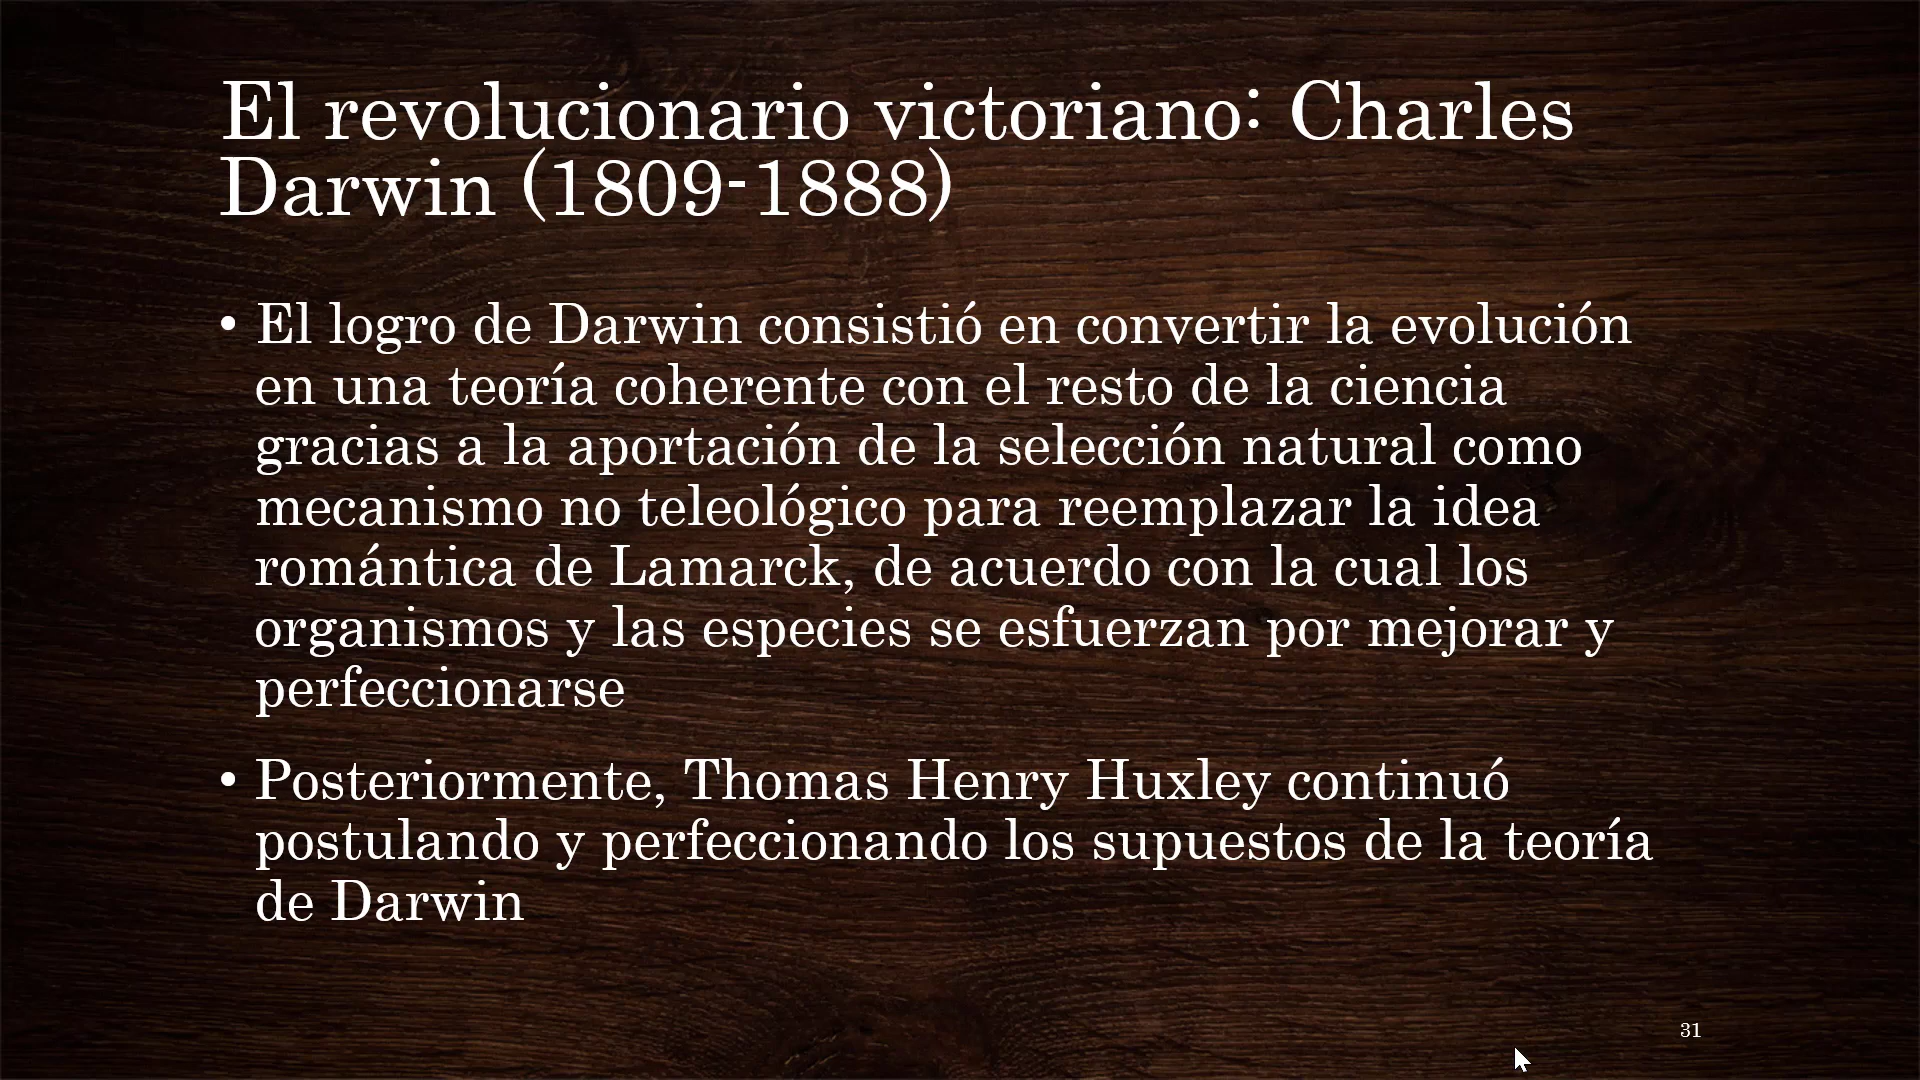 El revolucionario victoriano: Charles
Darwin (1809-1888)
• El logro de Darwin consistió en convertir la evolución
en una teoría coherente con el resto de la ciencia
gracias a la aportación de la selección natural como
mecanismo no teleológico para reemplazar la idea
romántica de Lamarck, de acuerdo con la cual los
organismos y las especies se esfuerzan por mejorar y
perfeccionarse
• Posteriormente, Thomas Henry Huxley continuó
postulando y perfeccionando los supuestos de la teoría
de Darwin
31